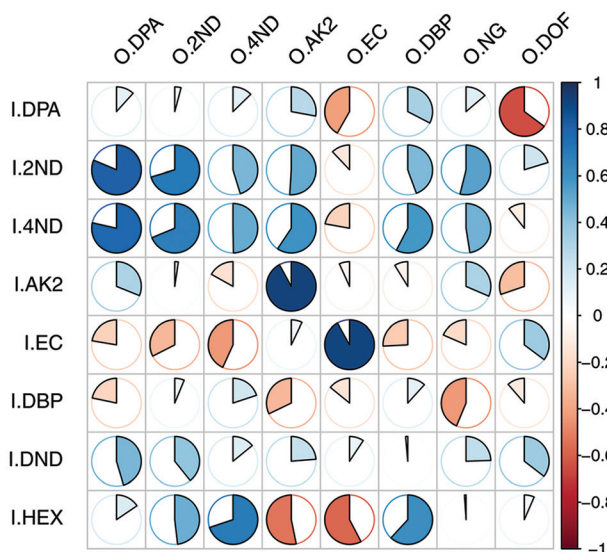 O.DPA O.2ND O.4ND O.AK2 O.EC O.DBP O.NG O.DOF
I.DPA
I.2ND
I.4ND
I.AK2
I.EC
I.DBP
I.DND
I.HEX
1
0.8
0.6
0.4
0.2
0
−0.2
−0.4
−0.6
−0.8
−1